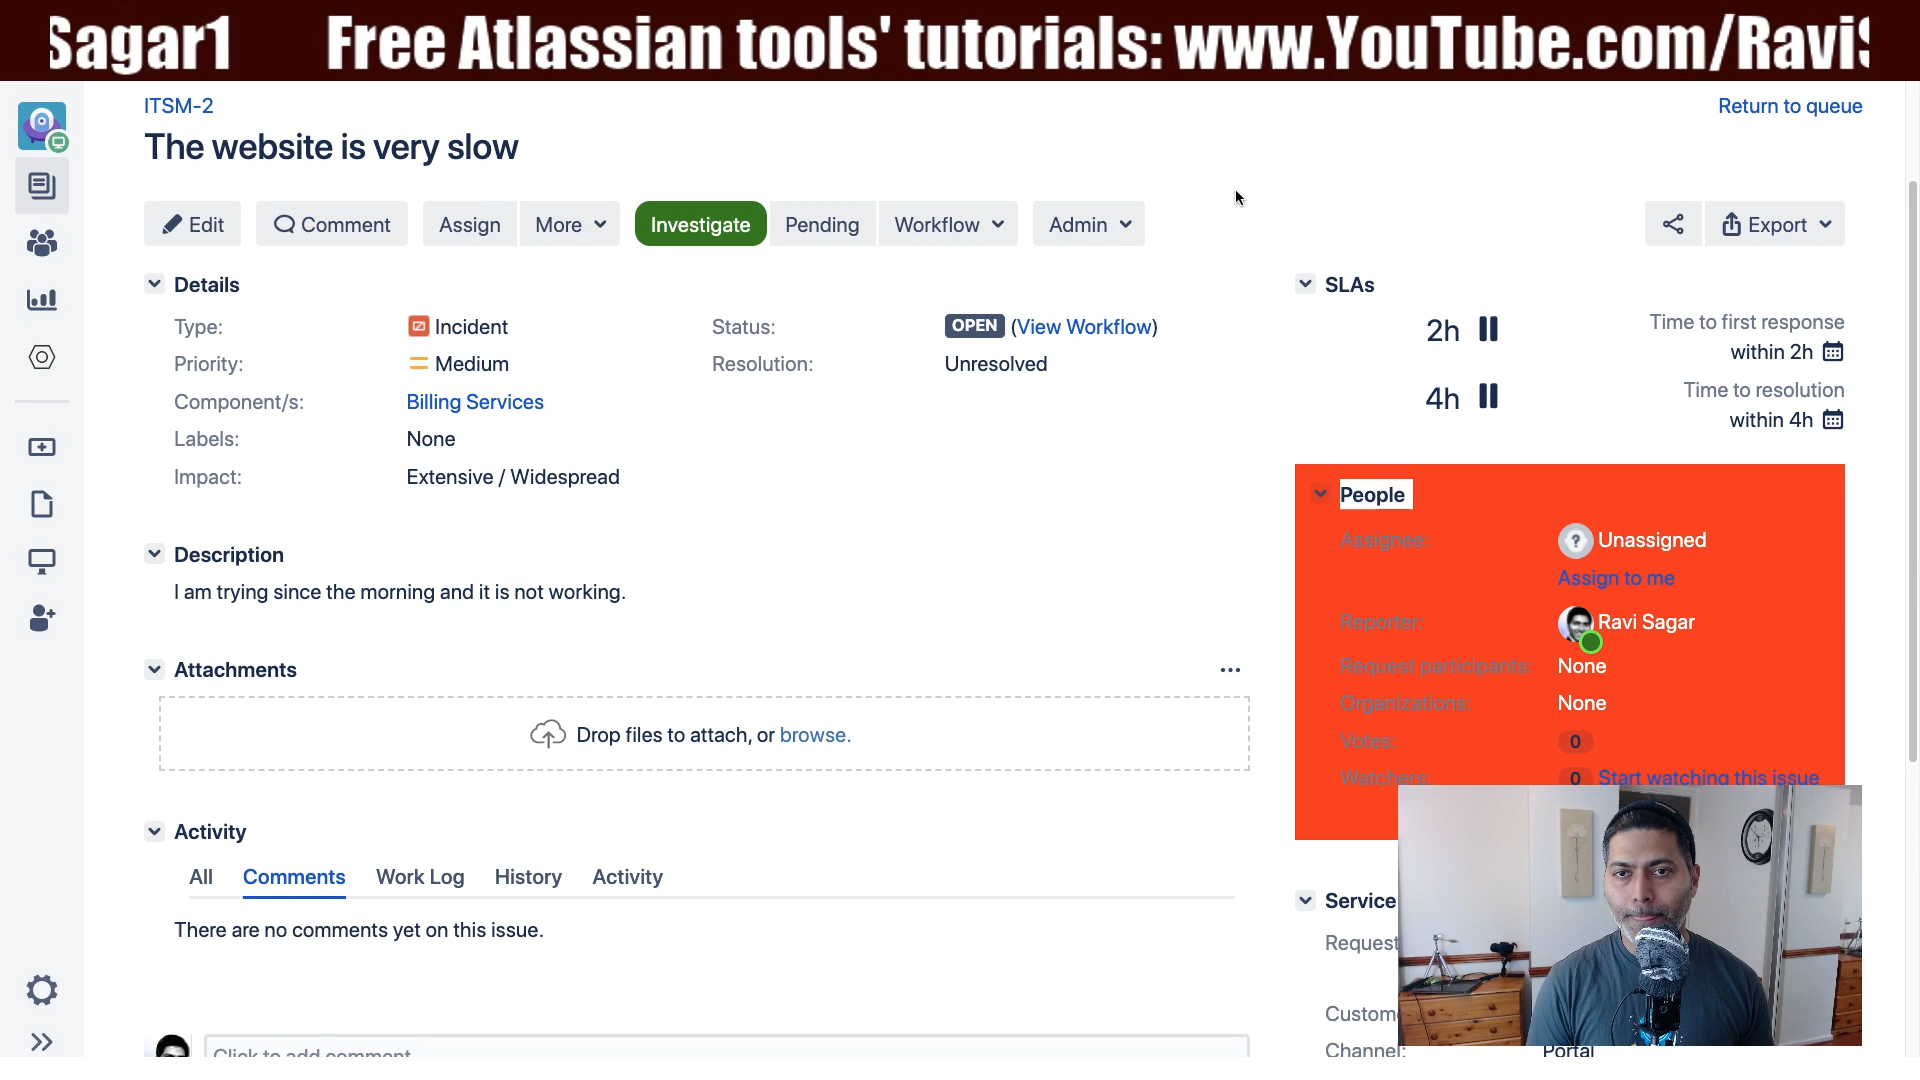 Sagar1 Free Atlassian tools' tutorials: www.YouTube.com/RaviS
ITSM-2
Return to queue
The website is very slow
Edit Comment Assign More Investigate Pending Workflow Admin Export
Details
Type: Incident Status: OPEN (View Workflow)
Priority: Medium Resolution: Unresolved
Component/s: Billing Services
Labels: None
Impact: Extensive / Widespread
Description
I am trying since the morning and it is not working.
Attachments
Drop files to attach, or browse.
Activity
All Comments Work Log History Activity
There are no comments yet on this issue.
Click to add comment
SLAs
2h Time to first response
within 2h
4h Time to resolution
within 4h
People
Assignee: Unassigned
Assign to me
Reporter: Ravi Sagar
Request participants: None
Organizations: None
Votes: 0
Watchers: 0 Start watching this issue
Service
Request
Custom
Channel: Portal